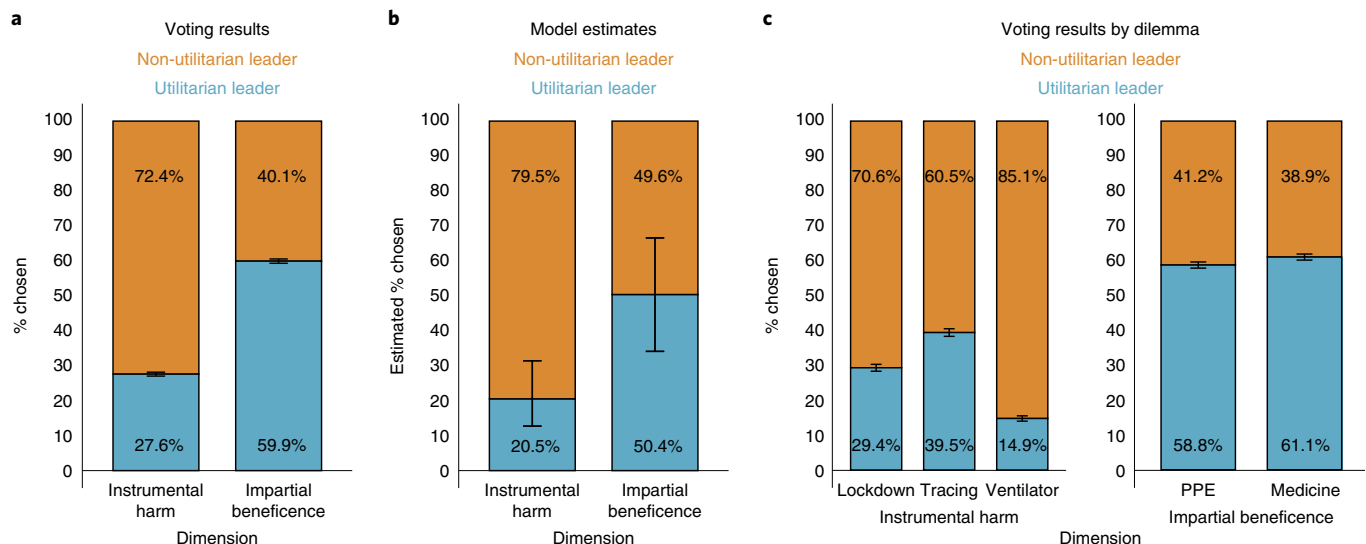 a
Voting results
Non-utilitarian leader
Utilitarian leader
% chosen
100
90
80
70
60
50
40
30
20
10
0
72.4%
40.1%
27.6%
59.9%
Instrumental
harm
Impartial
beneficence
Dimension
b
Model estimates
Non-utilitarian leader
Utilitarian leader
Estimated % chosen
100
90
80
70
60
50
40
30
20
10
0
79.5%
49.6%
20.5%
50.4%
Instrumental
harm
Impartial
beneficence
Dimension
c
Voting results by dilemma
Non-utilitarian leader
Utilitarian leader
% chosen
100
90
80
70
60
50
40
30
20
10
0
70.6%
60.5%
85.1%
29.4%
39.5%
14.9%
Lockdown
Tracing
Ventilator
Instrumental harm
100
90
80
70
60
50
40
30
20
10
0
41.2%
38.9%
58.8%
61.1%
PPE
Medicine
Impartial beneficence
Dimension